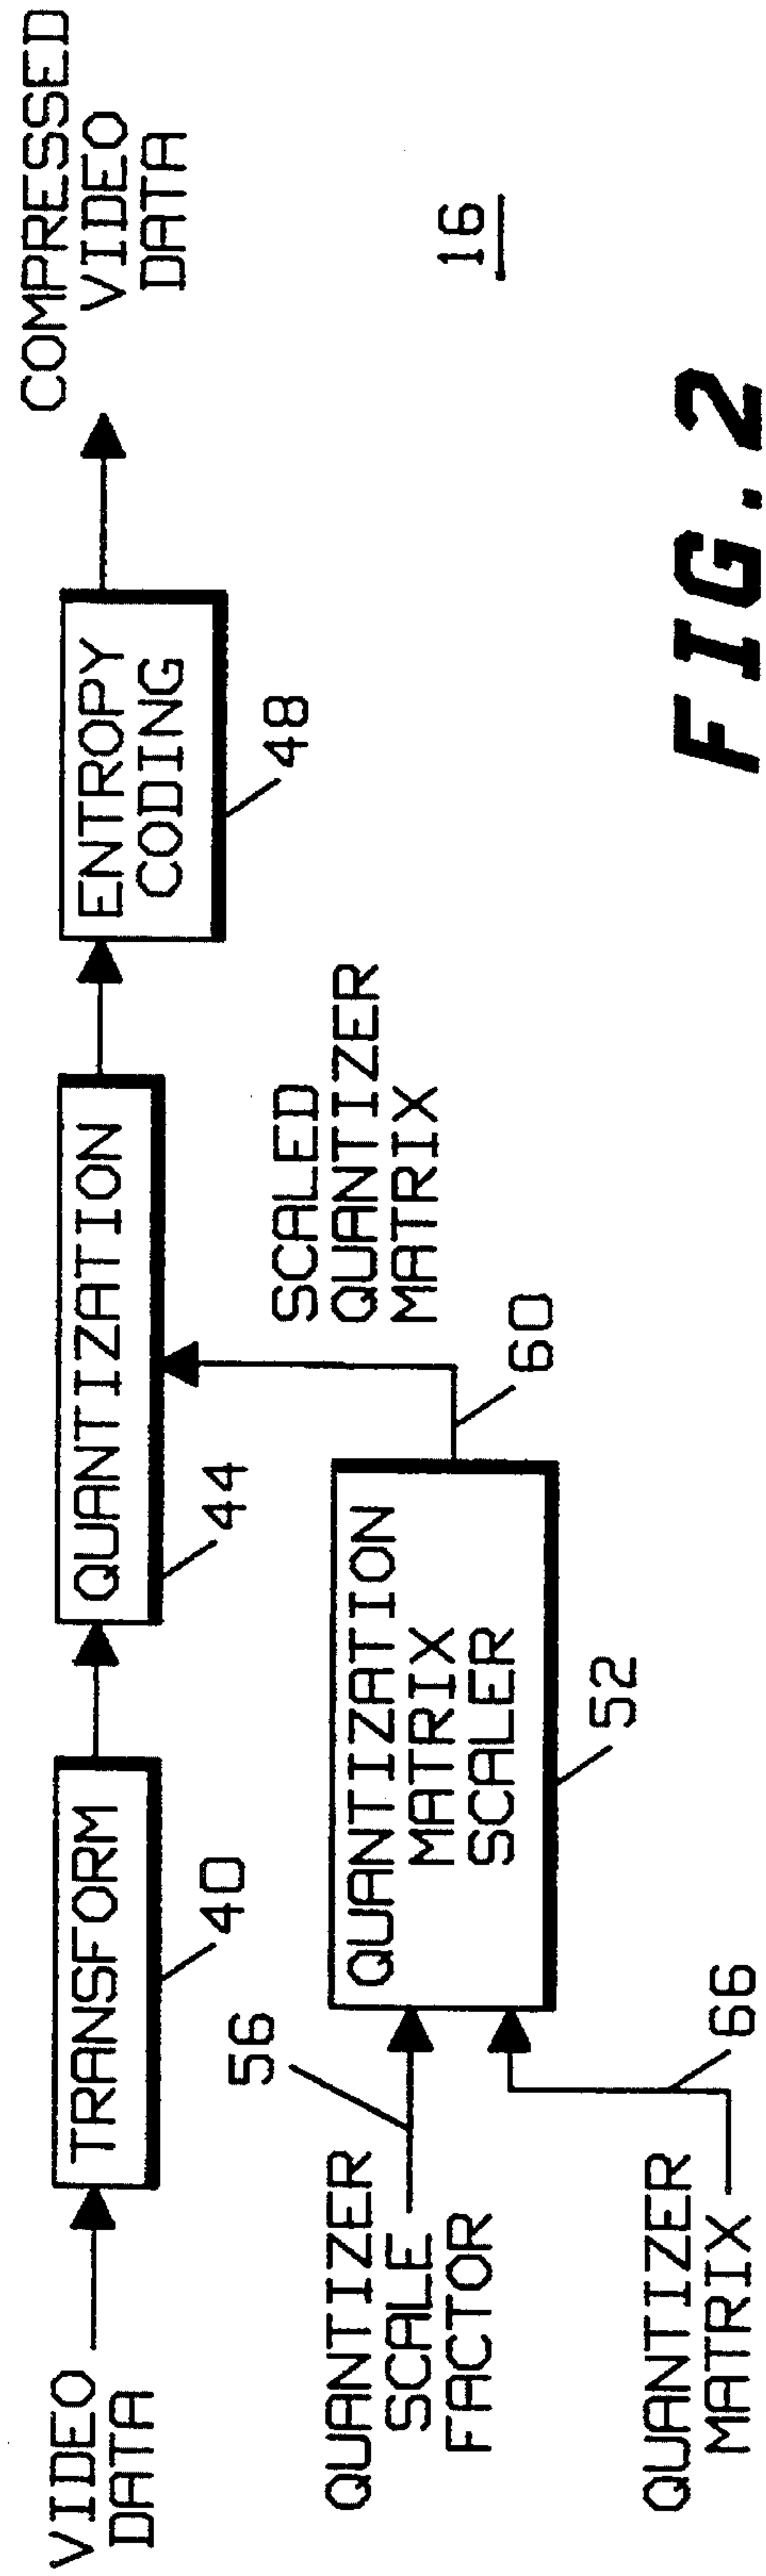 VIDEO
DATA
TRANSFORM
40
QUANTIZATION
44
ENTROPY
CODING
48
COMPRESSED
VIDEO
DATA
QUANTIZER
SCALE
FACTOR
56
QUANTIZER
MATRIX
66
QUANTIZATION
MATRIX
SCALER
52
60
SCALED
QUANTIZER
MATRIX
16
FIG.2